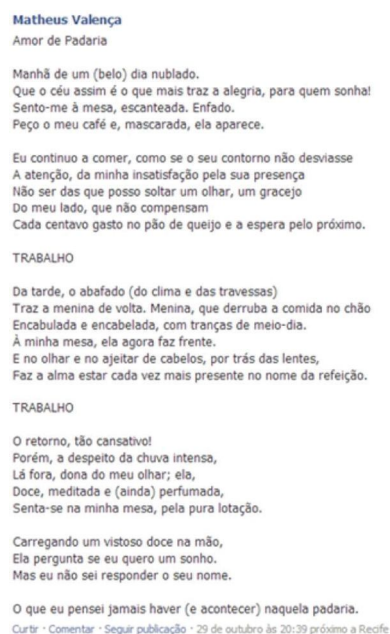 Matheus Valença
Amor de Padaria
Manhã de um (belo) dia nublado.
Que o céu assim é o que mais traz a alegria, para quem sonha!
Sento-me à mesa, escanteada. Enfado.
Peço o meu café e, mascarada, ela aparece.
Eu continuo a comer, como se o seu contorno não desviasse
A atenção, da minha insatisfação pela sua presença
Não ser das que posso soltar um olhar, um gracejo
Do meu lado, que não compensam
Cada centavo gasto no pão de queijo e a espera pelo próximo.
TRABALHO
Da tarde, o abafado (do clima e das travessas)
Traz a menina de volta. Menina, que derruba a comida no chão
Encabulada e encabelada, com tranças de meio-dia.
À minha mesa, ela agora faz frente.
E no olhar e no ajeitar de cabelos, por trás das lentes,
Faz a alma estar cada vez mais presente no nome da refeição.
TRABALHO
O retorno, tão cansativo!
Porém, a despeito da chuva intensa,
Lá fora, dona do meu olhar; ela,
Doce, meditada e (ainda) perfumada,
Senta-se na minha mesa, pela pura lotação.
Carregando um vistoso doce na mão,
Ela pergunta se eu quero um sonho.
Mas eu não sei responder o seu nome.
O que eu pensei jamais haver (e acontecer) naquela padaria.
Curtir · Comentar · Seguir publicação · 29 de outubro às 20:39 próximo a Recife